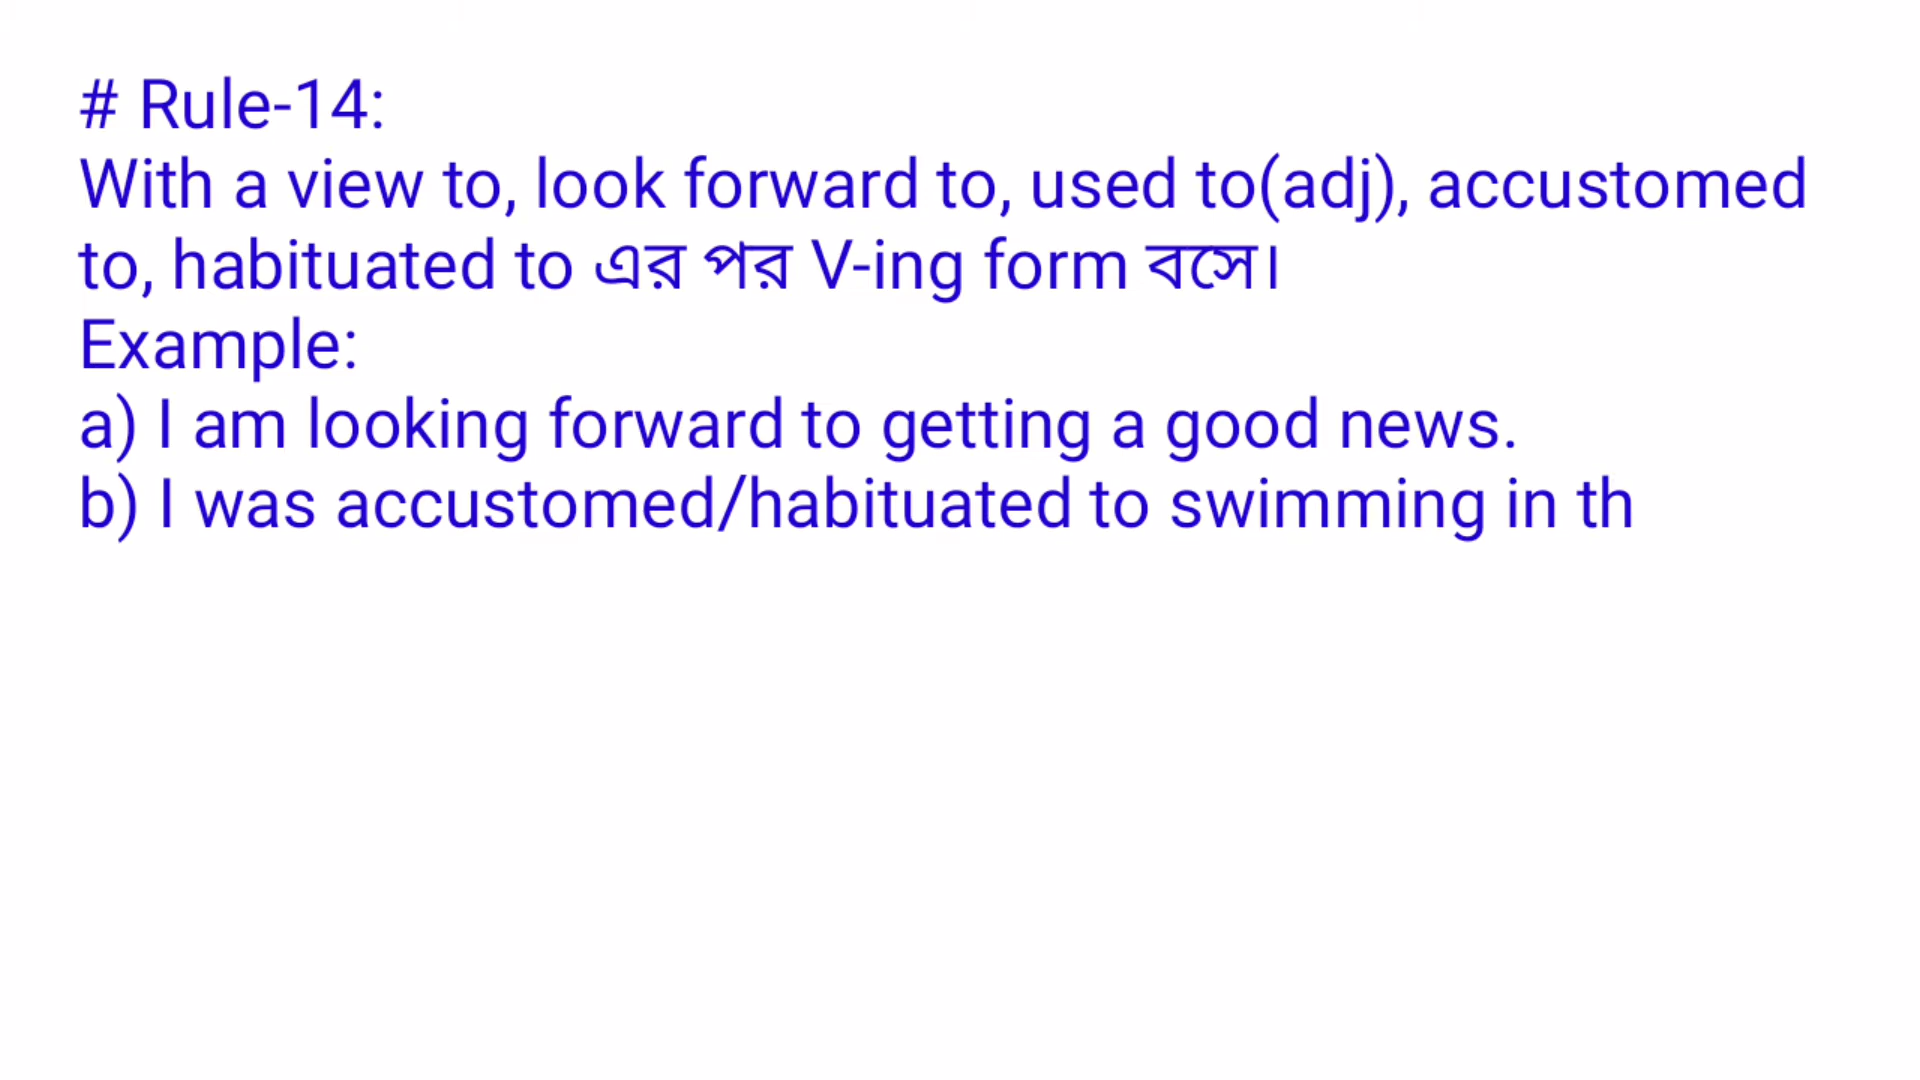 # Rule-14:
With a view to, look forward to, used to(adj), accustomed
to, habituated to এর পর V-ing form বসে।
Example:
a) I am looking forward to getting a good news.
b) I was accustomed/habituated to swimming in th